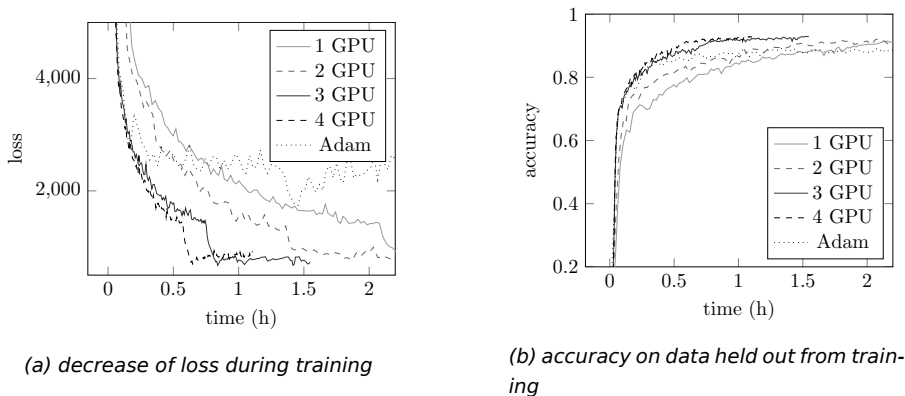 5,000
4,000
2,000
loss
0 0.5 1 1.5 2
time (h)
1 GPU
2 GPU
3 GPU
4 GPU
Adam
(a) decrease of loss during training
1
0.8
0.6
0.4
0.2
accuracy
0 0.5 1 1.5 2
time (h)
1 GPU
2 GPU
3 GPU
4 GPU
Adam
(b) accuracy on data held out from train-
ing